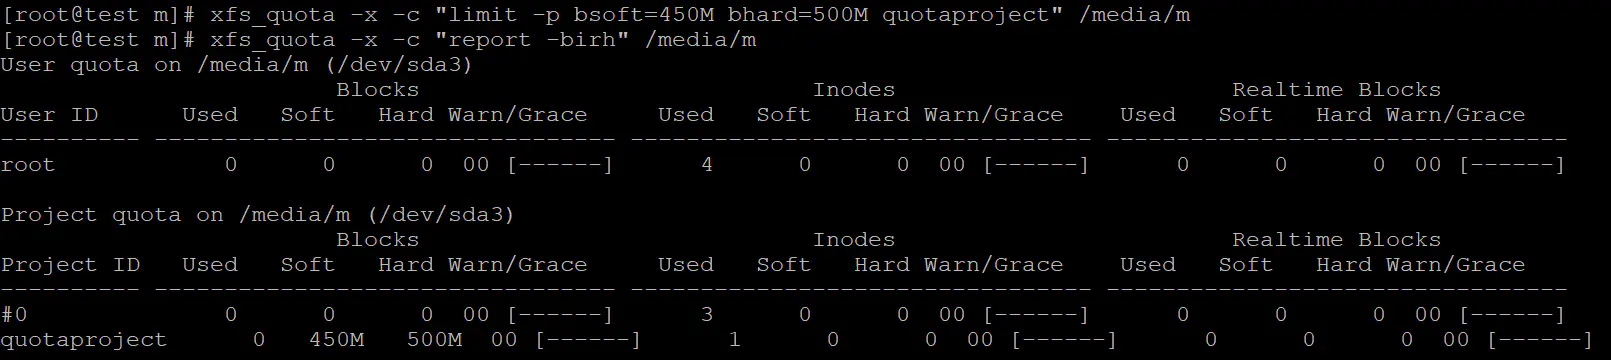 [root@test m]# xfs_quota -x -c "limit -p bsoft=450M bhard=500M quotaproject" /media/m
[root@test m]# xfs_quota -x -c "report -birh" /media/m
User quota on /media/m (/dev/sda3)
                        Blocks                            Inodes                        Realtime Blocks
User ID      Used   Soft   Hard Warn/Grace     Used   Soft   Hard Warn/Grace    Used   Soft   Hard Warn/Grace
---------- --------------------------------- --------------------------------- ---------------------------------
root            0      0      0  00 [------]      4      0      0  00 [------]      0      0      0  00 [------]

Project quota on /media/m (/dev/sda3)
                        Blocks                            Inodes                        Realtime Blocks
Project ID   Used   Soft   Hard Warn/Grace     Used   Soft   Hard Warn/Grace    Used   Soft   Hard Warn/Grace
---------- --------------------------------- --------------------------------- ---------------------------------
#0              0      0      0  00 [------]      3      0      0  00 [------]      0      0      0  00 [------]
quotaproject      0   450M   500M  00 [------]      1      0      0  00 [------]      0      0      0  00 [------]